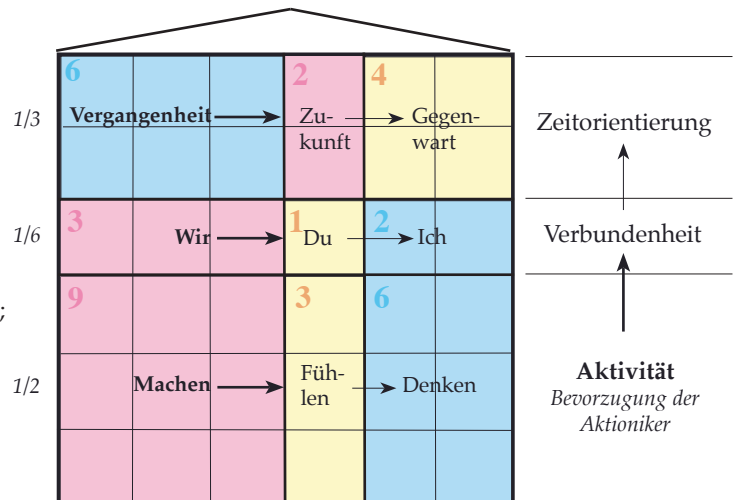 6 2 4
1/3 Vergangenheit Zu- Gegen- Zeitorientierung
kunft wart
3 1 2
1/6 Wir Du Ich Verbundenheit
9 3 6
;
1/2 Machen Füh- Denken Aktivität
len Bevorzugung der
Aktioniker